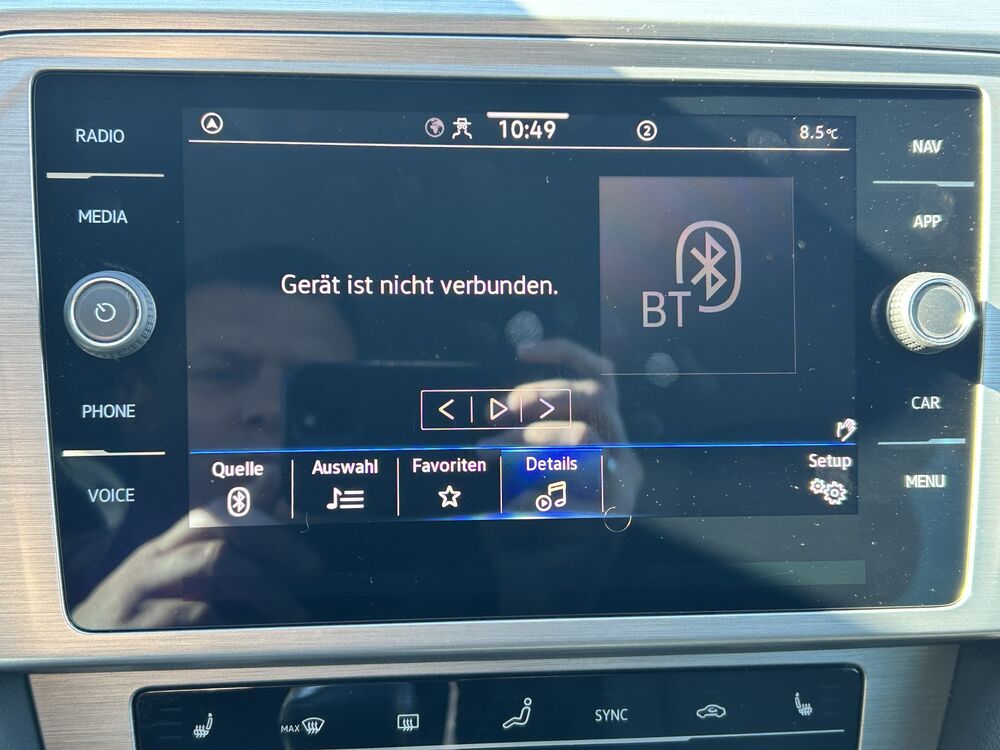 RADIO
MEDIA
PHONE
VOICE
10:49
2
8.5°C
Gerät ist nicht verbunden.
BT
Quelle
Auswahl
Favoriten
Details
Setup
NAV
APP
CAR
MENU
MAX
SYNC